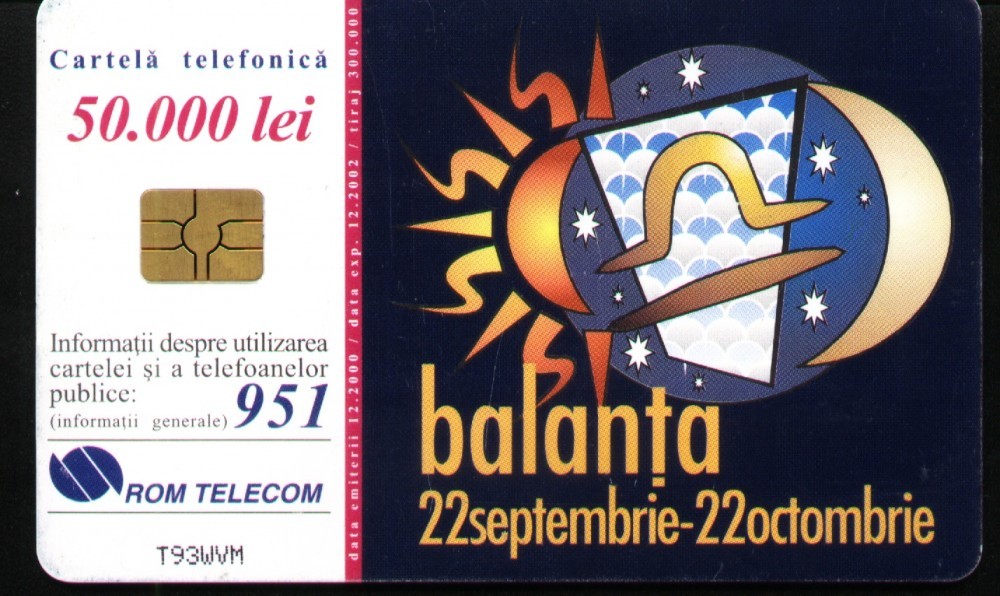 Cartelă telefonică
50.000 lei
Informații despre utilizarea
cartelei și a telefoanelor
publice:
(informații generale) 951
ROM TELECOM
T93WVM
data emiterii 12.2000 / data exp. 12.2002 / tiraj 300.000
balanța
22septembrie-22octombrie